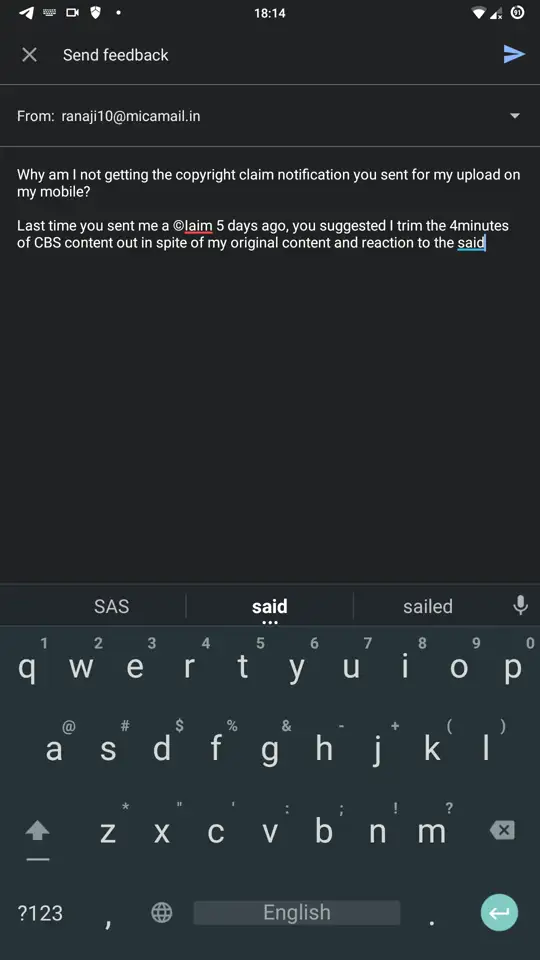 18:14
91
Send feedback
From: ranaji10@micamail.in
Why am I not getting the copyright claim notification you sent for my upload on
my mobile?
Last time you sent me a ©laim 5 days ago, you suggested I trim the 4minutes
of CBS content out in spite of my original content and reaction to the said
SAS said sailed
1 2 3 4 5 6 7 8 9 0
q w e r t y u i o p
@ # $ % & - + ( )
a s d f g h j k l
* " ' : ; ! ?
z x c v b n m
?123 , English .